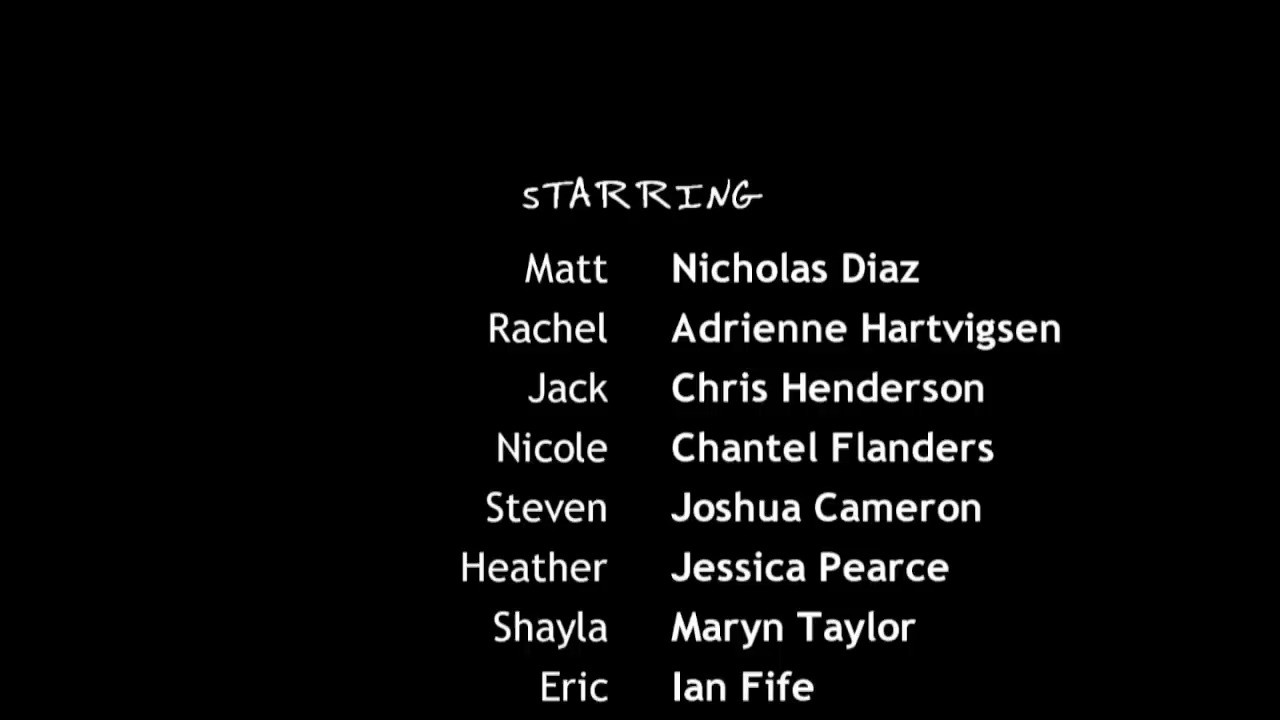 sTARRING
Matt Nicholas Diaz
Rachel Adrienne Hartvigsen
Jack Chris Henderson
Nicole Chantel Flanders
Steven Joshua Cameron
Heather Jessica Pearce
Shayla Maryn Taylor
Eric Ian Fife